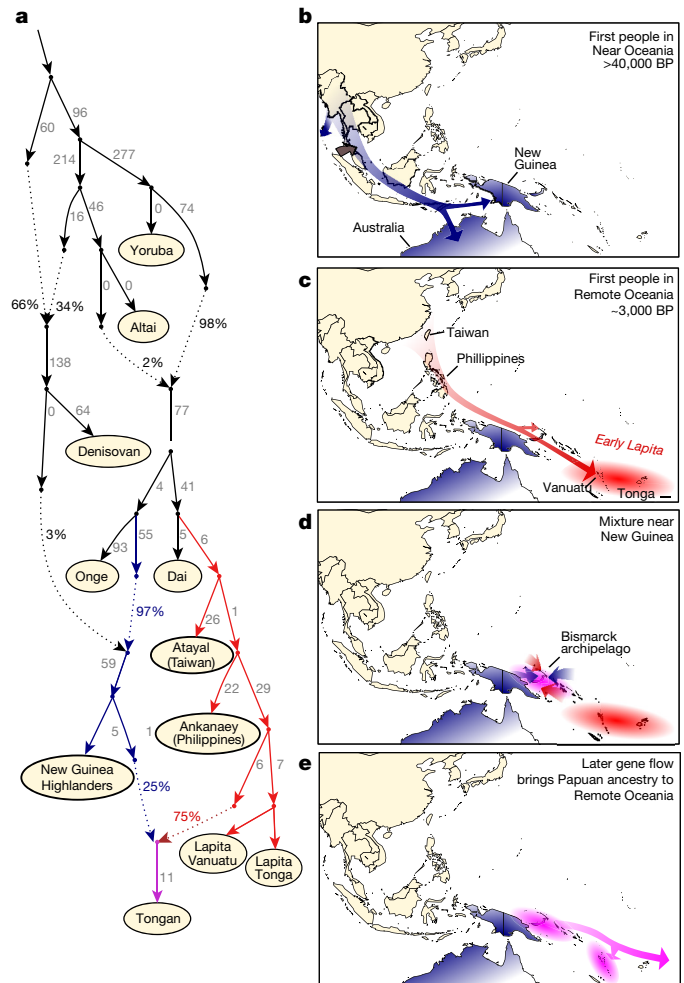 a
60
96
214
277
16
46
0
74
Yoruba
0
0
66%
34%
Altai
98%
2%
138
77
0
64
Denisovan
4
41
3%
93
55
5
6
Onge
Dai
97%
26
1
Atayal
(Taiwan)
59
22
29
Ankanaey
(Philippines)
5
1
New Guinea
Highlanders
25%
6
7
75%
Lapita
Vanuatu
Lapita
Tonga
11
Tongan
b
First people in
Near Oceania
>40,000 BP
New
Guinea
Australia
c
First people in
Remote Oceania
~3,000 BP
Taiwan
Phillippines
Early Lapita
Vanuatu
Tonga
d
Mixture near
New Guinea
Bismarck
archipelago
e
Later gene flow
brings Papuan ancestry to
Remote Oceania